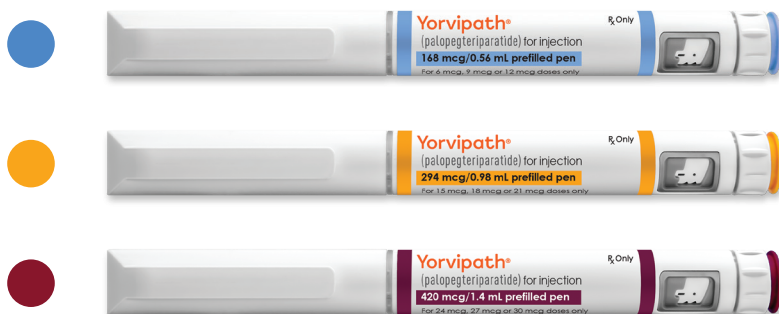 Yorvipath®
(palopegteriparatide) for injection
168 mcg/0.56 mL prefilled pen
For 6 mcg, 9 mcg or 12 mcg doses only
Rx Only
Yorvipath®
(palopegteriparatide) for injection
294 mcg/0.98 mL prefilled pen
For 15 mcg, 18 mcg or 21 mcg doses only
Rx Only
Yorvipath®
(palopegteriparatide) for injection
420 mcg/1.4 mL prefilled pen
For 24 mcg, 27 mcg or 30 mcg doses only
Rx Only